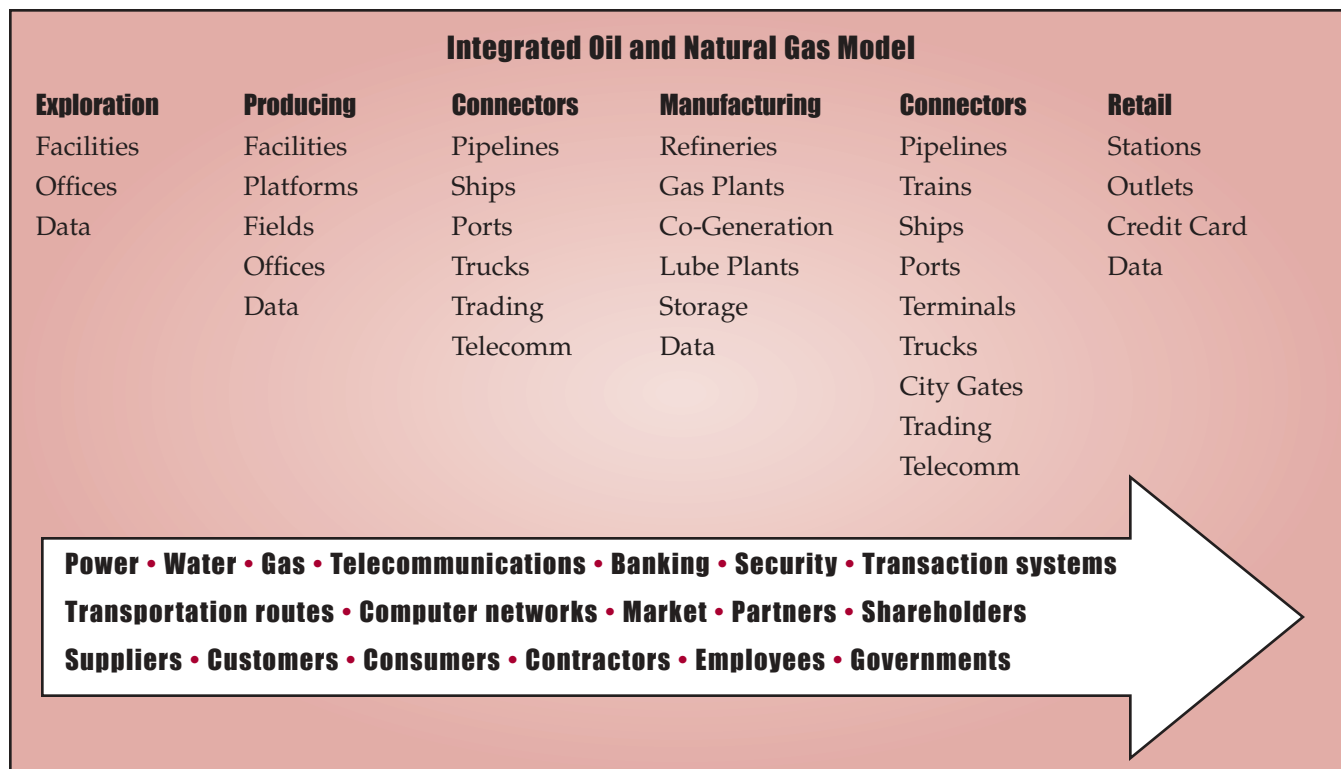 Integrated Oil and Natural Gas Model
Exploration
Facilities
Offices
Data
Producing
Facilities
Platforms
Fields
Offices
Data
Connectors
Pipelines
Ships
Ports
Trucks
Trading
Telecomm
Manufacturing
Refineries
Gas Plants
Co-Generation
Lube Plants
Storage
Data
Connectors
Pipelines
Trains
Ships
Ports
Terminals
Trucks
City Gates
Trading
Telecomm
Retail
Stations
Outlets
Credit Card
Data
Power • Water • Gas • Telecommunications • Banking • Security • Transaction systems
Transportation routes • Computer networks • Market • Partners • Shareholders
Suppliers • Customers • Consumers • Contractors • Employees • Governments